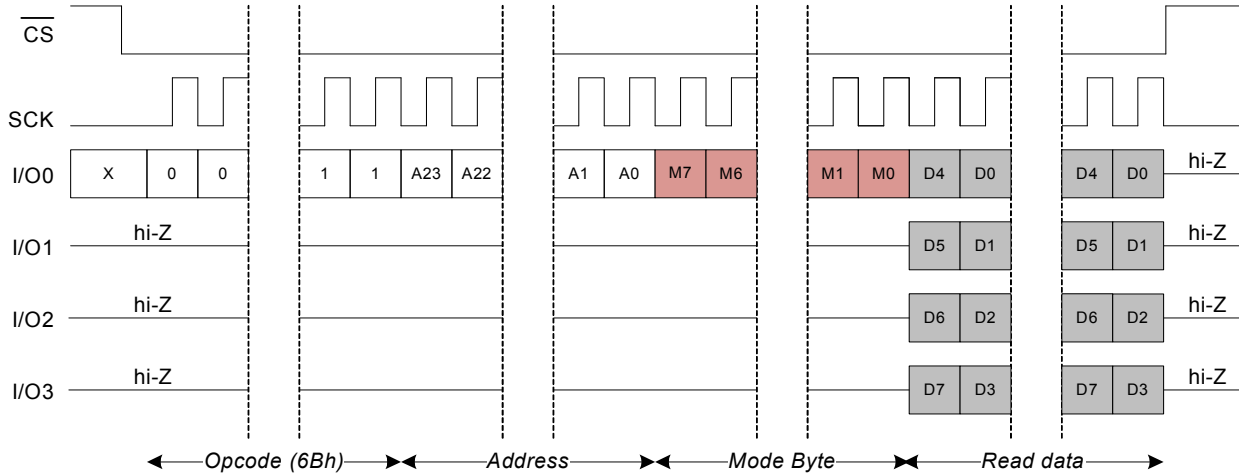 CS
SCK
I/O0 X 0 0 1 1 A23 A22 A1 A0 M7 M6 M1 M0 D4 D0 D4 D0 hi-Z
hi-Z
I/O1 D5 D1 D5 D1 hi-Z
hi-Z
I/O2 D6 D2 D6 D2 hi-Z
hi-Z
I/O3 D7 D3 D7 D3 hi-Z
Opcode (6Bh) Address Mode Byte Read data